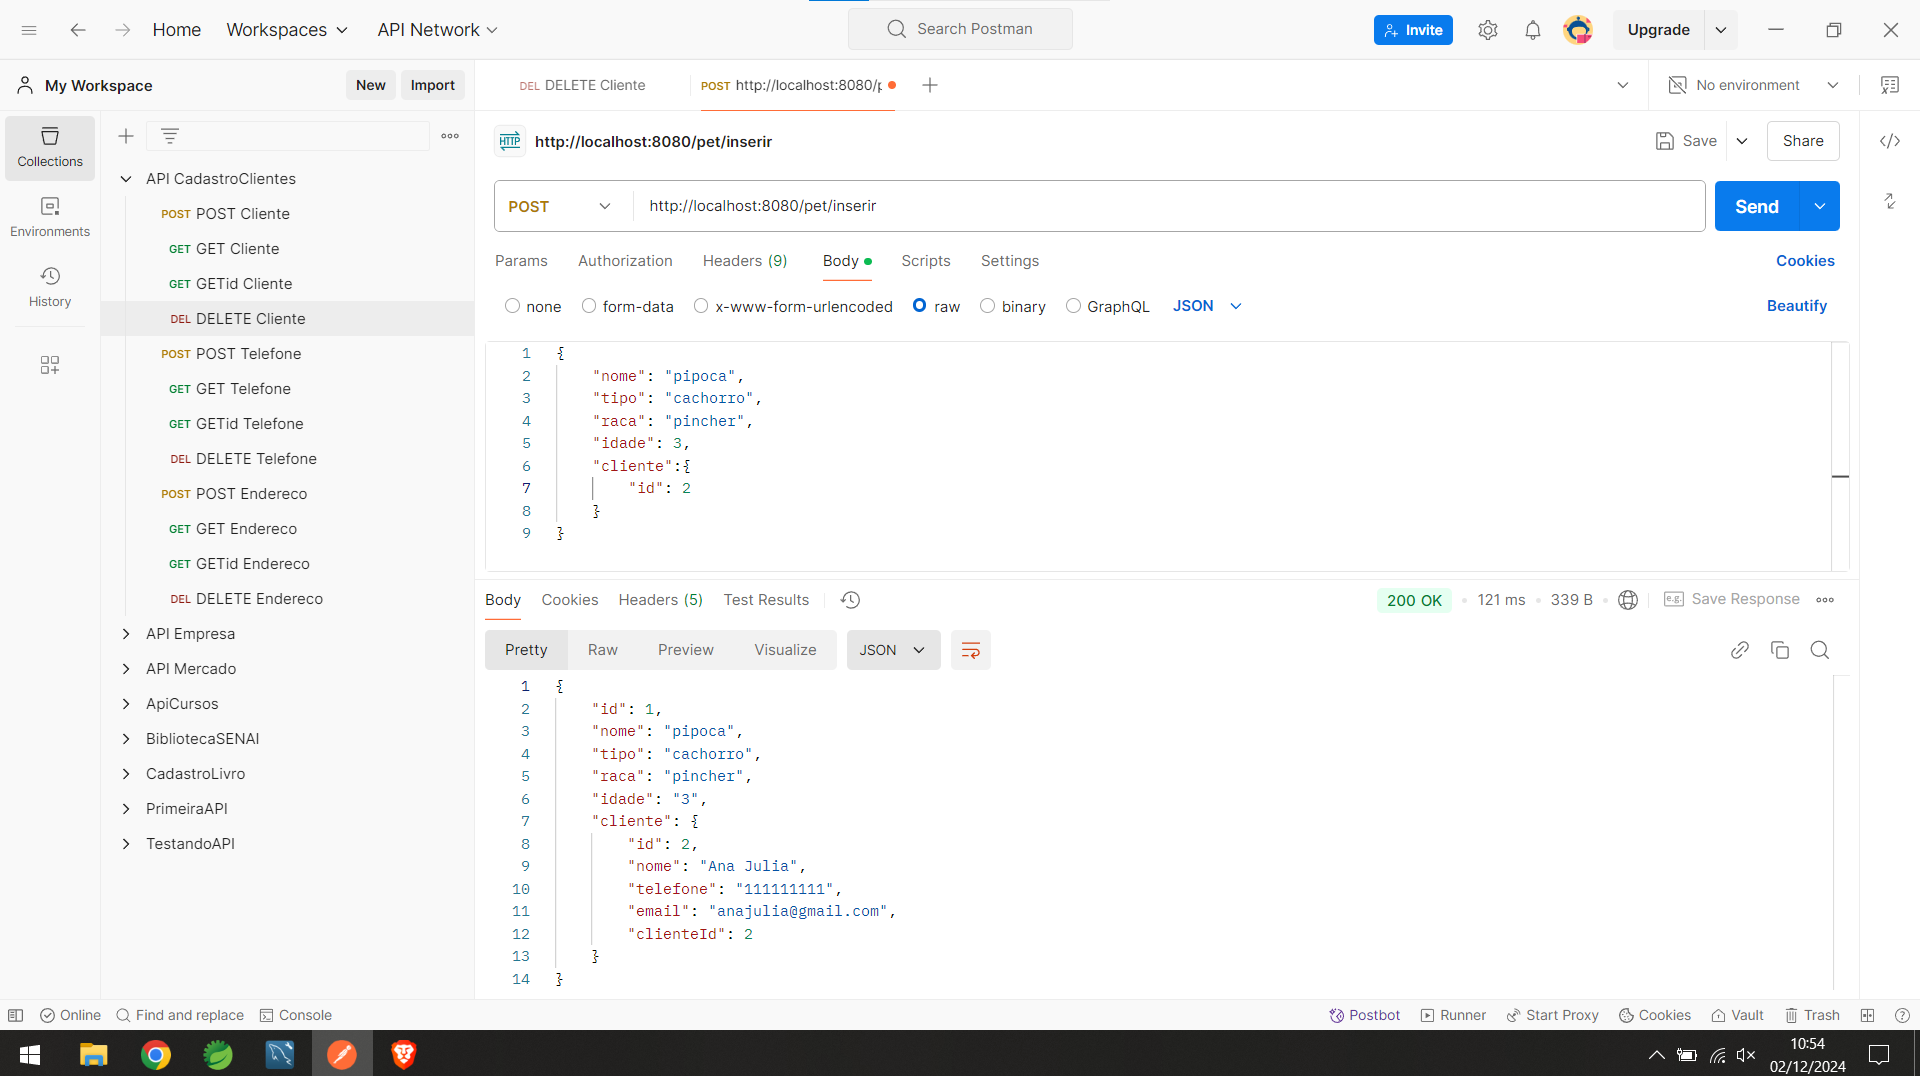 Home
Workspaces
API Network
Search Postman
Invite
Upgrade
My Workspace
New
Import
DEL DELETE Cliente
POST http://localhost:8080/p
No environment
Collections
Environments
History
API CadastroClientes
POST POST Cliente
GET GET Cliente
GET GETid Cliente
DEL DELETE Cliente
POST POST Telefone
GET GET Telefone
GET GETid Telefone
DEL DELETE Telefone
POST POST Endereco
GET GET Endereco
GET GETid Endereco
DEL DELETE Endereco
API Empresa
API Mercado
ApiCursos
BibliotecaSENAI
CadastroLivro
PrimeiraAPI
TestandoAPI
HTTP http://localhost:8080/pet/inserir
Save
Share
POST
http://localhost:8080/pet/inserir
Send
Params
Authorization
Headers (9)
Body
Scripts
Settings
Cookies
none
form-data
x-www-form-urlencoded
raw
binary
GraphQL
JSON
Beautify
1 {
2 "nome": "pipoca",
3 "tipo": "cachorro",
4 "raca": "pincher",
5 "idade": 3,
6 "cliente":{
7 "id": 2
8 }
9 }
Body
Cookies
Headers (5)
Test Results
200 OK
121 ms
339 B
e.g. Save Response
Pretty
Raw
Preview
Visualize
JSON
1 {
2 "id": 1,
3 "nome": "pipoca",
4 "tipo": "cachorro",
5 "raca": "pincher",
6 "idade": "3",
7 "cliente": {
8 "id": 2,
9 "nome": "Ana Julia",
10 "telefone": "111111111",
11 "email": "anajulia@gmail.com",
12 "clienteId": 2
13 }
14 }
Online
Find and replace
Console
Postbot
Runner
Start Proxy
Cookies
Vault
Trash
10:54
02/12/2024